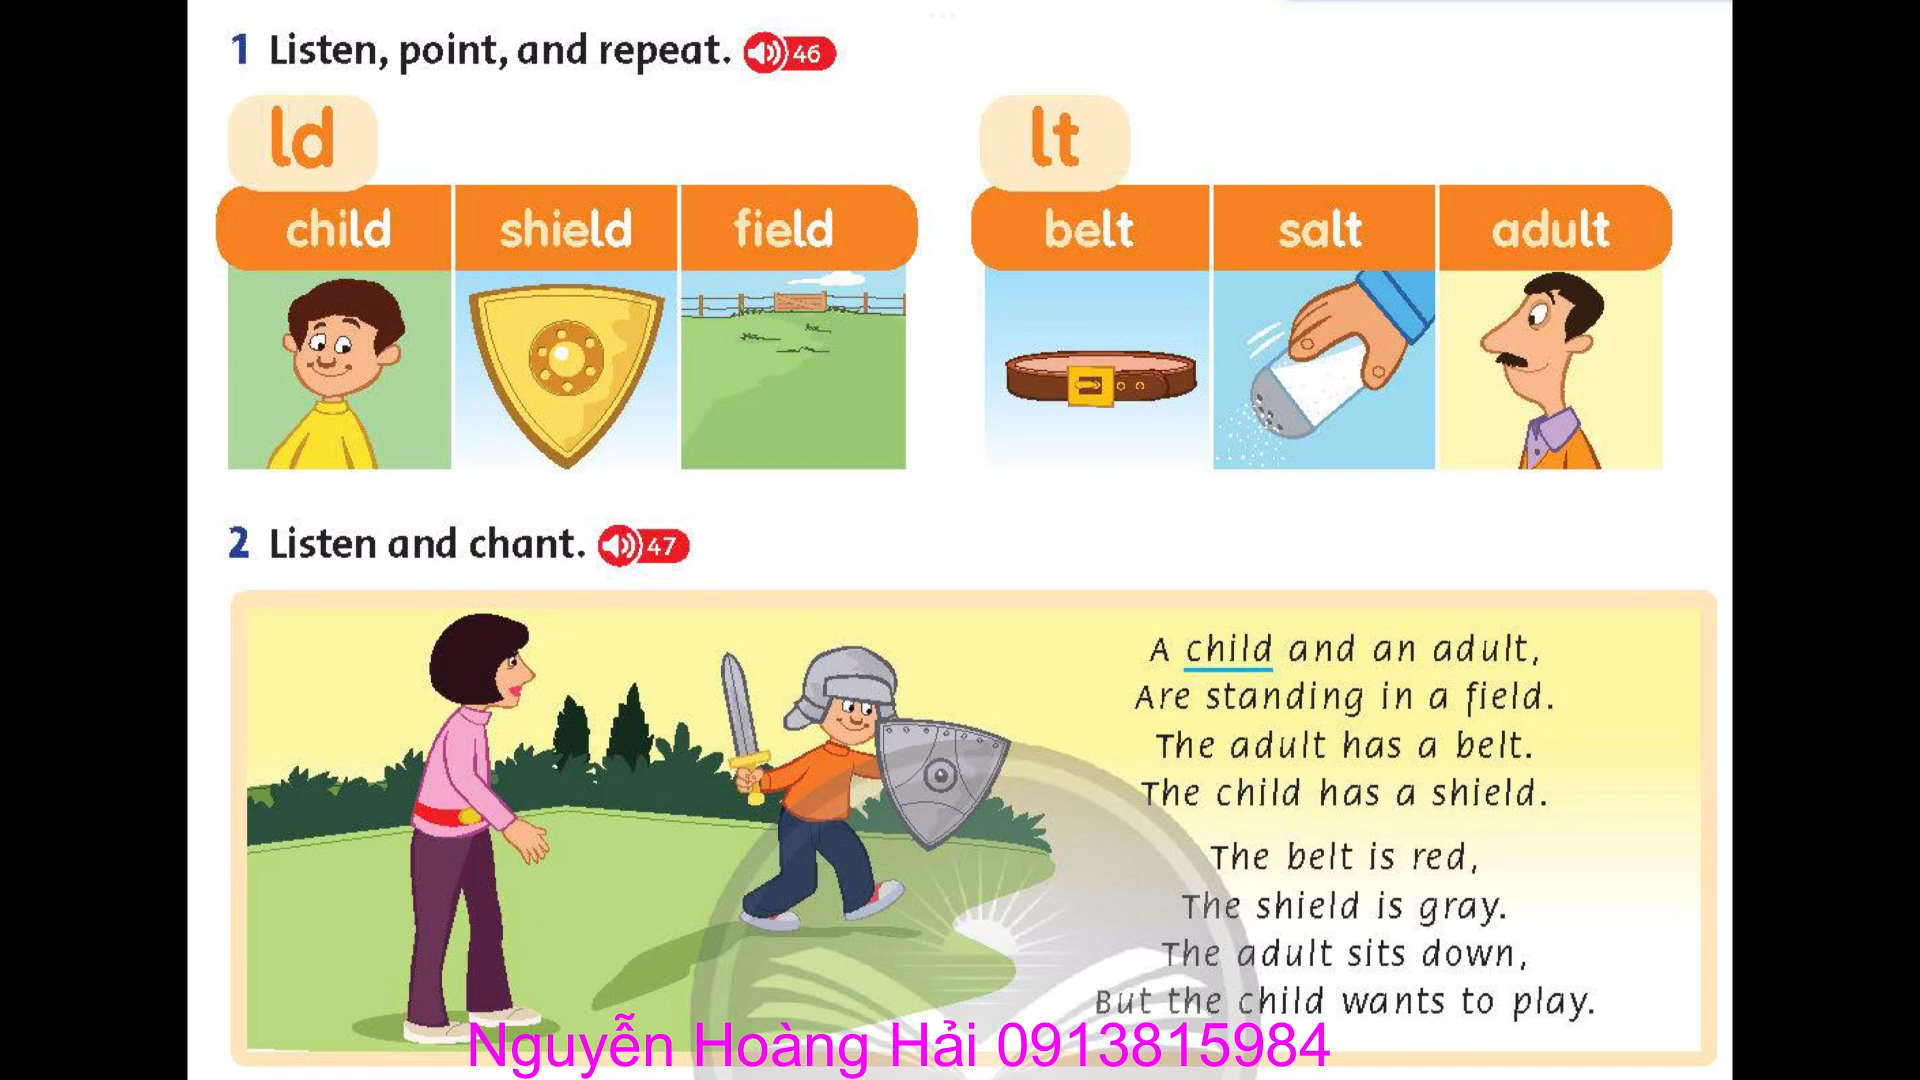 1 Listen, point, and repeat. 46
ld
lt
child shield field
belt salt adult
2 Listen and chant. 47
A child and an adult,
Are standing in a field.
The adult has a belt.
The child has a shield.
The belt is red,
The shield is gray.
The adult sits down,
But the child wants to play.
Nguyễn Hoàng Hải 0913815984